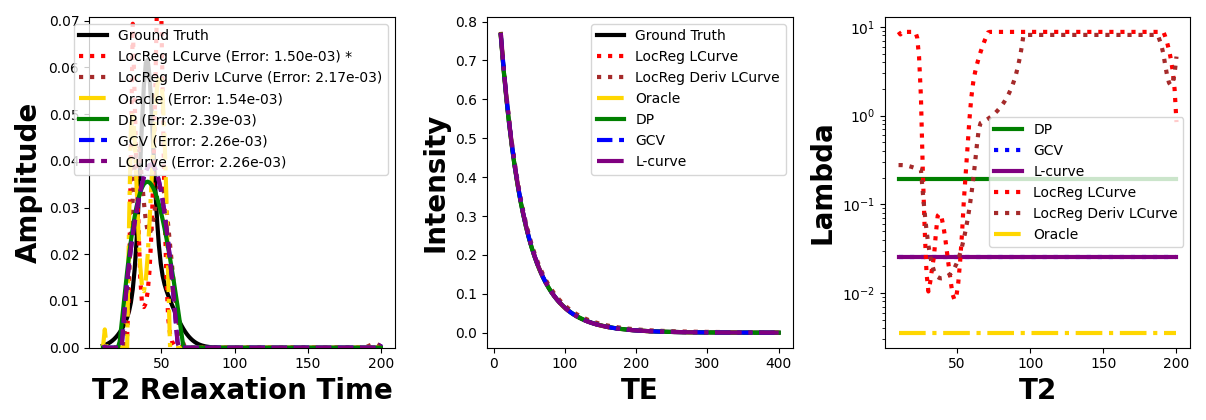 0.07
0.06
0.05
0.04
0.03
0.02
0.01
0.00
Amplitude
Ground Truth
LocReg LCurve (Error: 1.50e-03) *
LocReg Deriv LCurve (Error: 2.17e-03)
Oracle (Error: 1.54e-03)
DP (Error: 2.39e-03)
GCV (Error: 2.26e-03)
LCurve (Error: 2.26e-03)
50 100 150 200
T2 Relaxation Time
0.8
0.7
0.6
0.5
0.4
0.3
0.2
0.1
0.0
Intensity
Ground Truth
LocReg LCurve
LocReg Deriv LCurve
Oracle
DP
GCV
L-curve
0 100 200 300 400
TE
10^1
10^0
10^-1
10^-2
Lambda
DP
GCV
L-curve
LocReg LCurve
LocReg Deriv LCurve
Oracle
50 100 150 200
T2